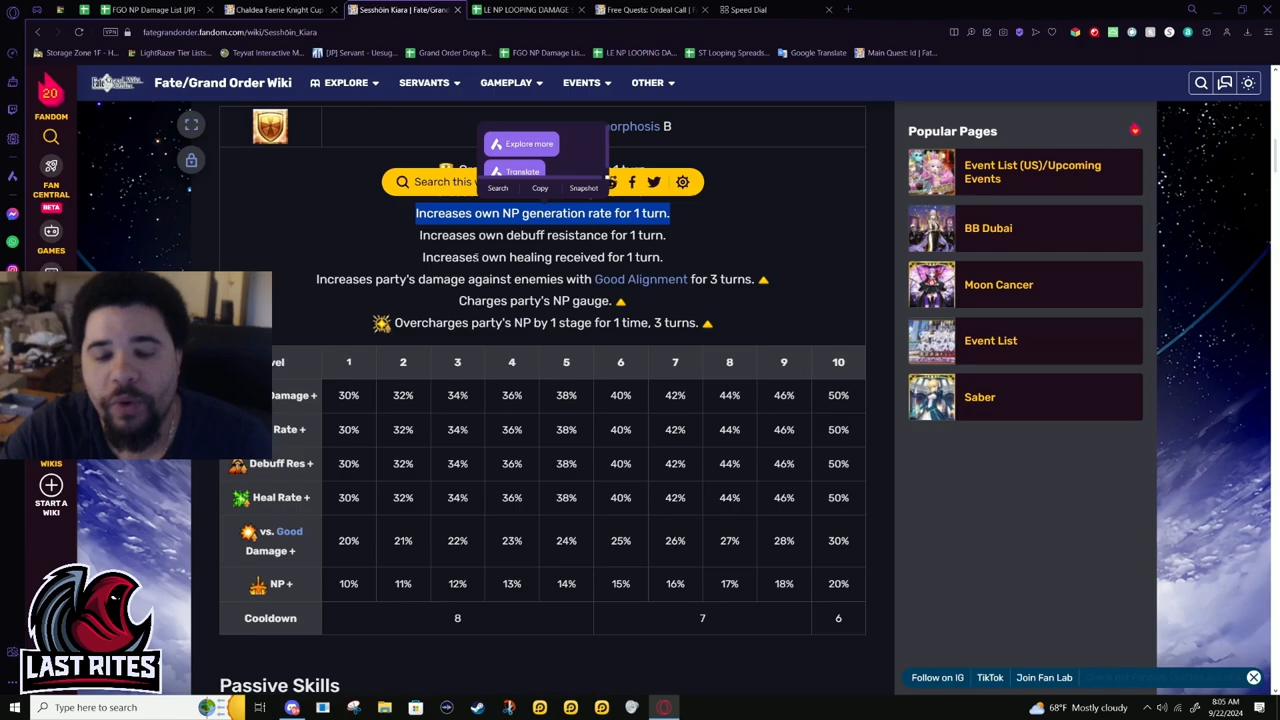 FGO NP Damage List [JP] -
Chaldea Faerie Knight Cup
Sesshōin Kiara | Fate/Grand
LE NP LOOPING DAMAGE
Free Quests: Ordeal Call | F
Speed Dial
VPN
fategrandorder.fandom.com/wiki/Sesshōin_Kiara
Storage Zone 1F - H...
LightRazer Tier Lists...
Teyvat Interactive M...
[JP] Servant - Uesug...
Grand Order Drop R...
FGO NP Damage Lis...
LE NP LOOPING DA...
ST Looping Spreads...
Google Translate
Main Quest: Id | Fat...
20
FANDOM
Fate/Grand Order Wiki
EXPLORE
SERVANTS
GAMEPLAY
EVENTS
OTHER
FAN CENTRAL
BETA
GAMES
WIKIS
START A WIKI
orphosis B
Explore more
Translate
Search
Copy
Snapshot
Search this
Increases own NP generation rate for 1 turn.
Increases own debuff resistance for 1 turn.
Increases own healing received for 1 turn.
Increases party's damage against enemies with Good Alignment for 3 turns.
Charges party's NP gauge.
Overcharges party's NP by 1 stage for 1 time, 3 turns.
vel 1 2 3 4 5 6 7 8 9 10
Damage + 30% 32% 34% 36% 38% 40% 42% 44% 46% 50%
Rate + 30% 32% 34% 36% 38% 40% 42% 44% 46% 50%
Debuff Res + 30% 32% 34% 36% 38% 40% 42% 44% 46% 50%
Heal Rate + 30% 32% 34% 36% 38% 40% 42% 44% 46% 50%
vs. Good Damage + 20% 21% 22% 23% 24% 25% 26% 27% 28% 30%
NP + 10% 11% 12% 13% 14% 15% 16% 17% 18% 20%
Cooldown 8 7 6
Passive Skills
Popular Pages
Event List (US)/Upcoming Events
BB Dubai
Moon Cancer
Event List
Saber
LAST RITES
Follow on IG
TikTok
Join Fan Lab
Type here to search
68°F Mostly cloudy
8:05 AM
9/22/2024